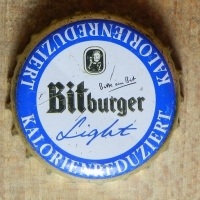 KALORIENREDUZIERT
Bitte ein Bit
Bitburger
Light
KALORIENREDUZIERT